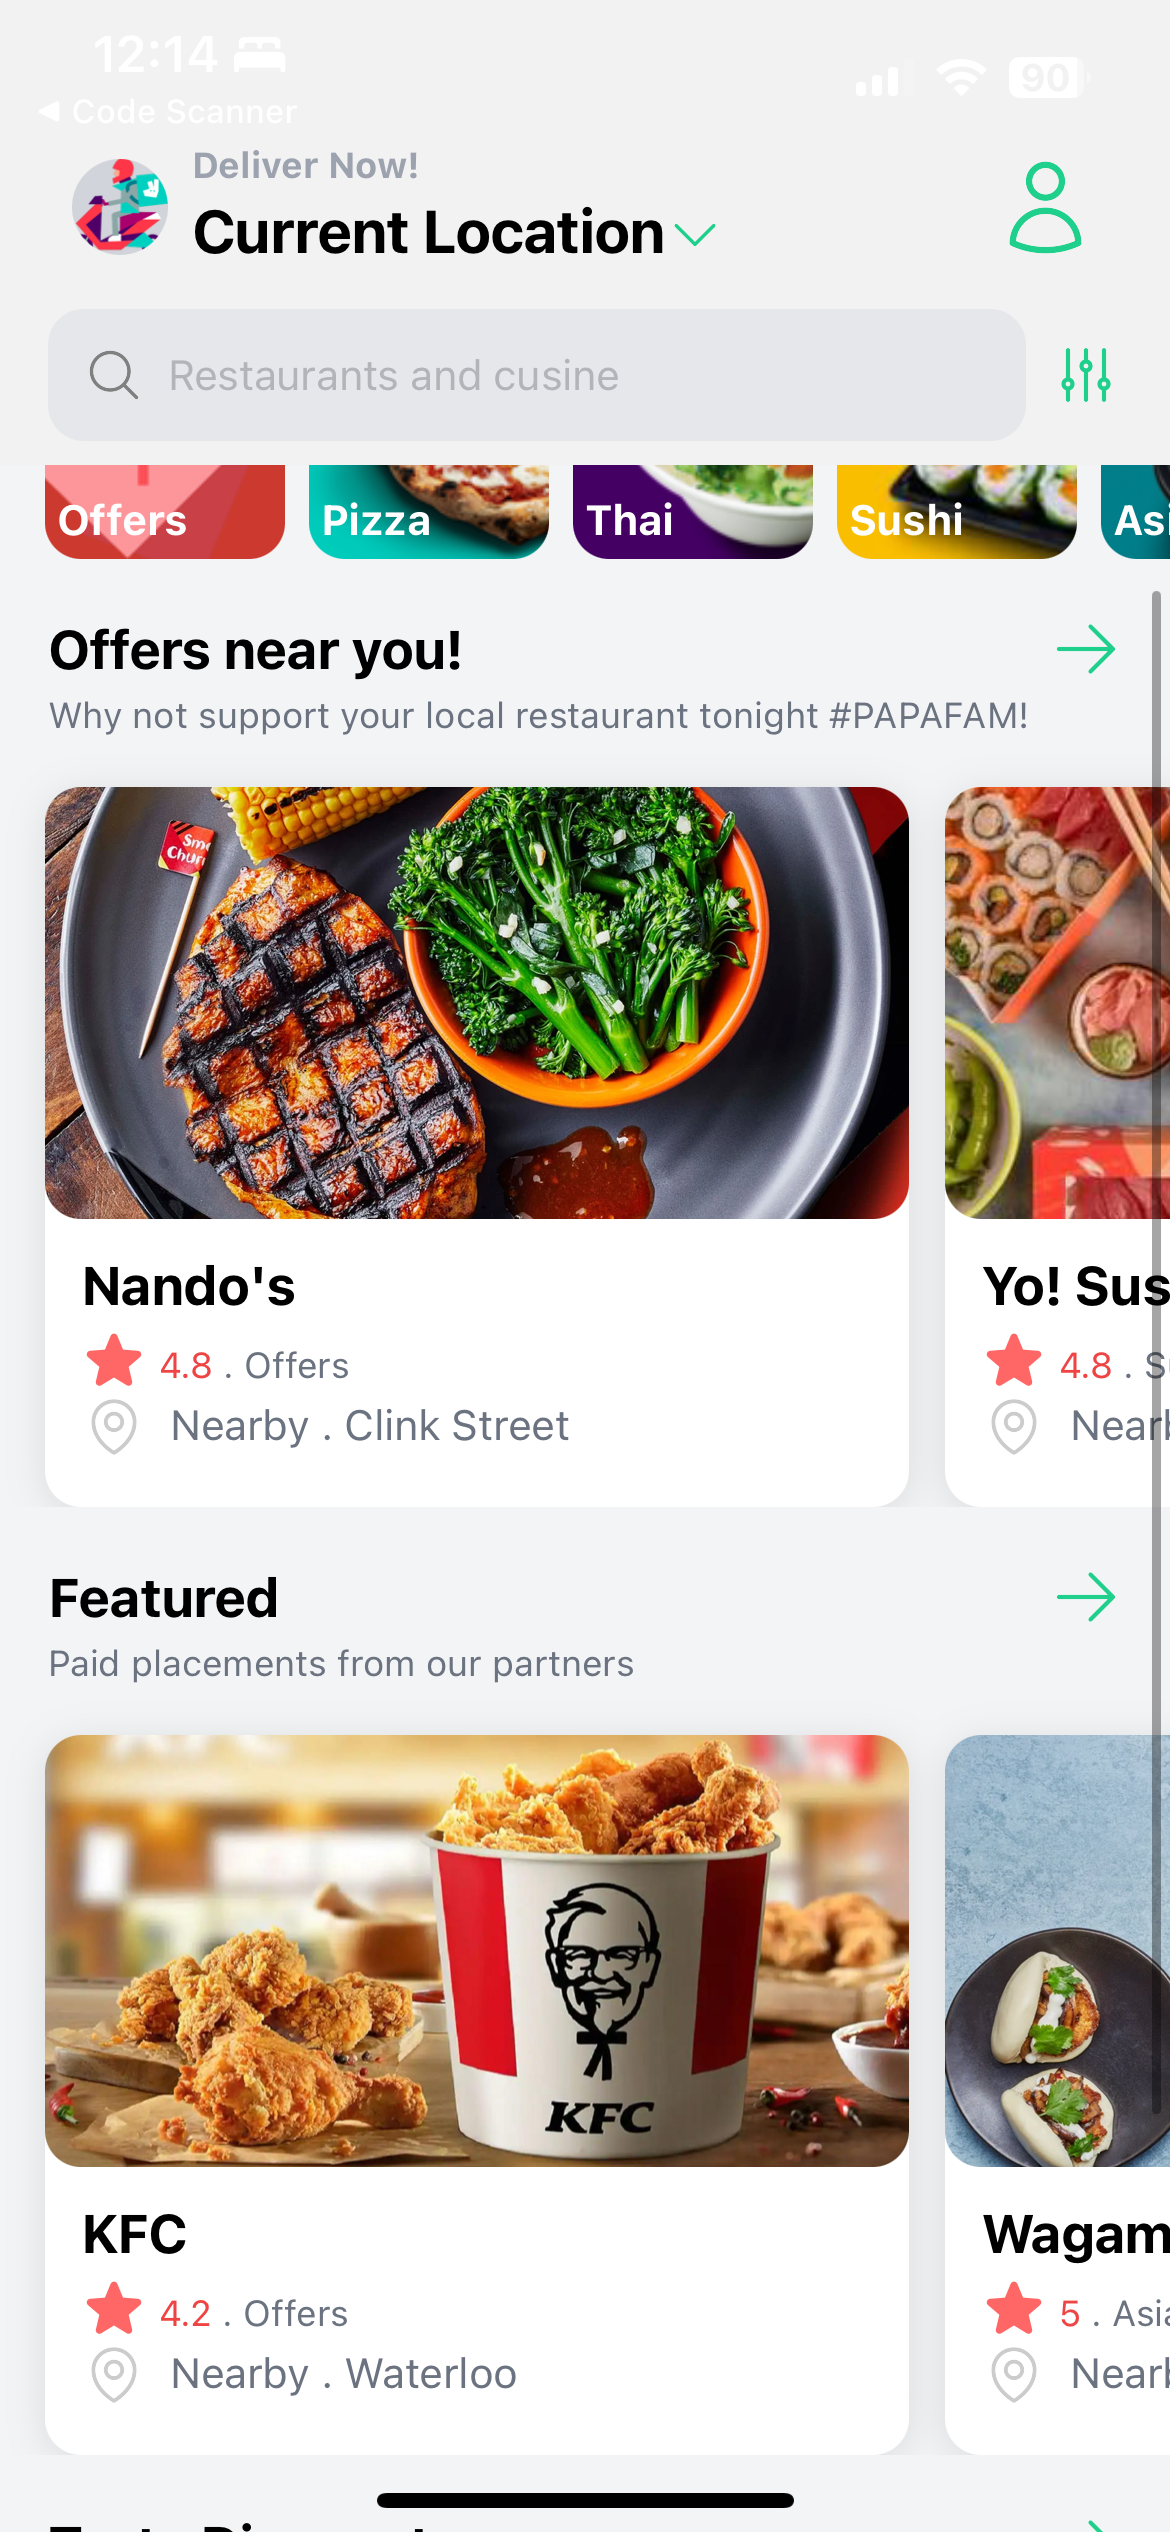 12:14
90
Code Scanner
Deliver Now!
Current Location
Restaurants and cusine
Offers
Pizza
Thai
Sushi
Asi
Offers near you!
Why not support your local restaurant tonight #PAPAFAM!
Nando's
4.8 . Offers
Nearby . Clink Street
Yo! Sus
4.8 . S
Nearb
Featured
Paid placements from our partners
KFC
KFC
4.2 . Offers
Nearby . Waterloo
Wagam
5 . Asia
Nearb